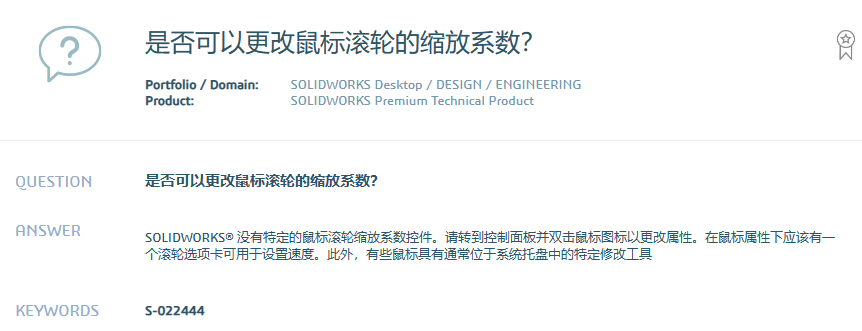 是否可以更改鼠标滚轮的缩放系数？
Portfolio / Domain: SOLIDWORKS Desktop / DESIGN / ENGINEERING
Product: SOLIDWORKS Premium Technical Product
QUESTION 是否可以更改鼠标滚轮的缩放系数？
ANSWER SOLIDWORKS® 没有特定的鼠标滚轮缩放系数控件。请转到控制面板并双击鼠标图标以更改属性。在鼠标属性下应该有一
个滚轮选项卡可用于设置速度。此外，有些鼠标具有通常位于系统托盘中的特定修改工具
KEYWORDS S-022444